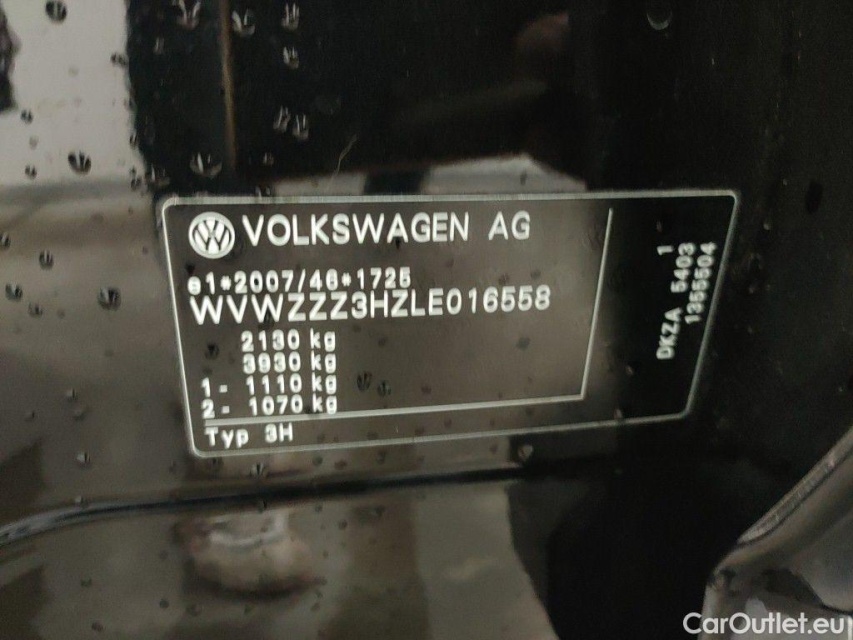 VOLKSWAGEN AG
e1*2007/46*1725
WVWZZZ3HZLE016558
2130 kg
3930 kg
1 - 1110 kg
2 - 1070 kg
Typ 3H
1
DKZA 5403
1355504
CarOutlet.eu